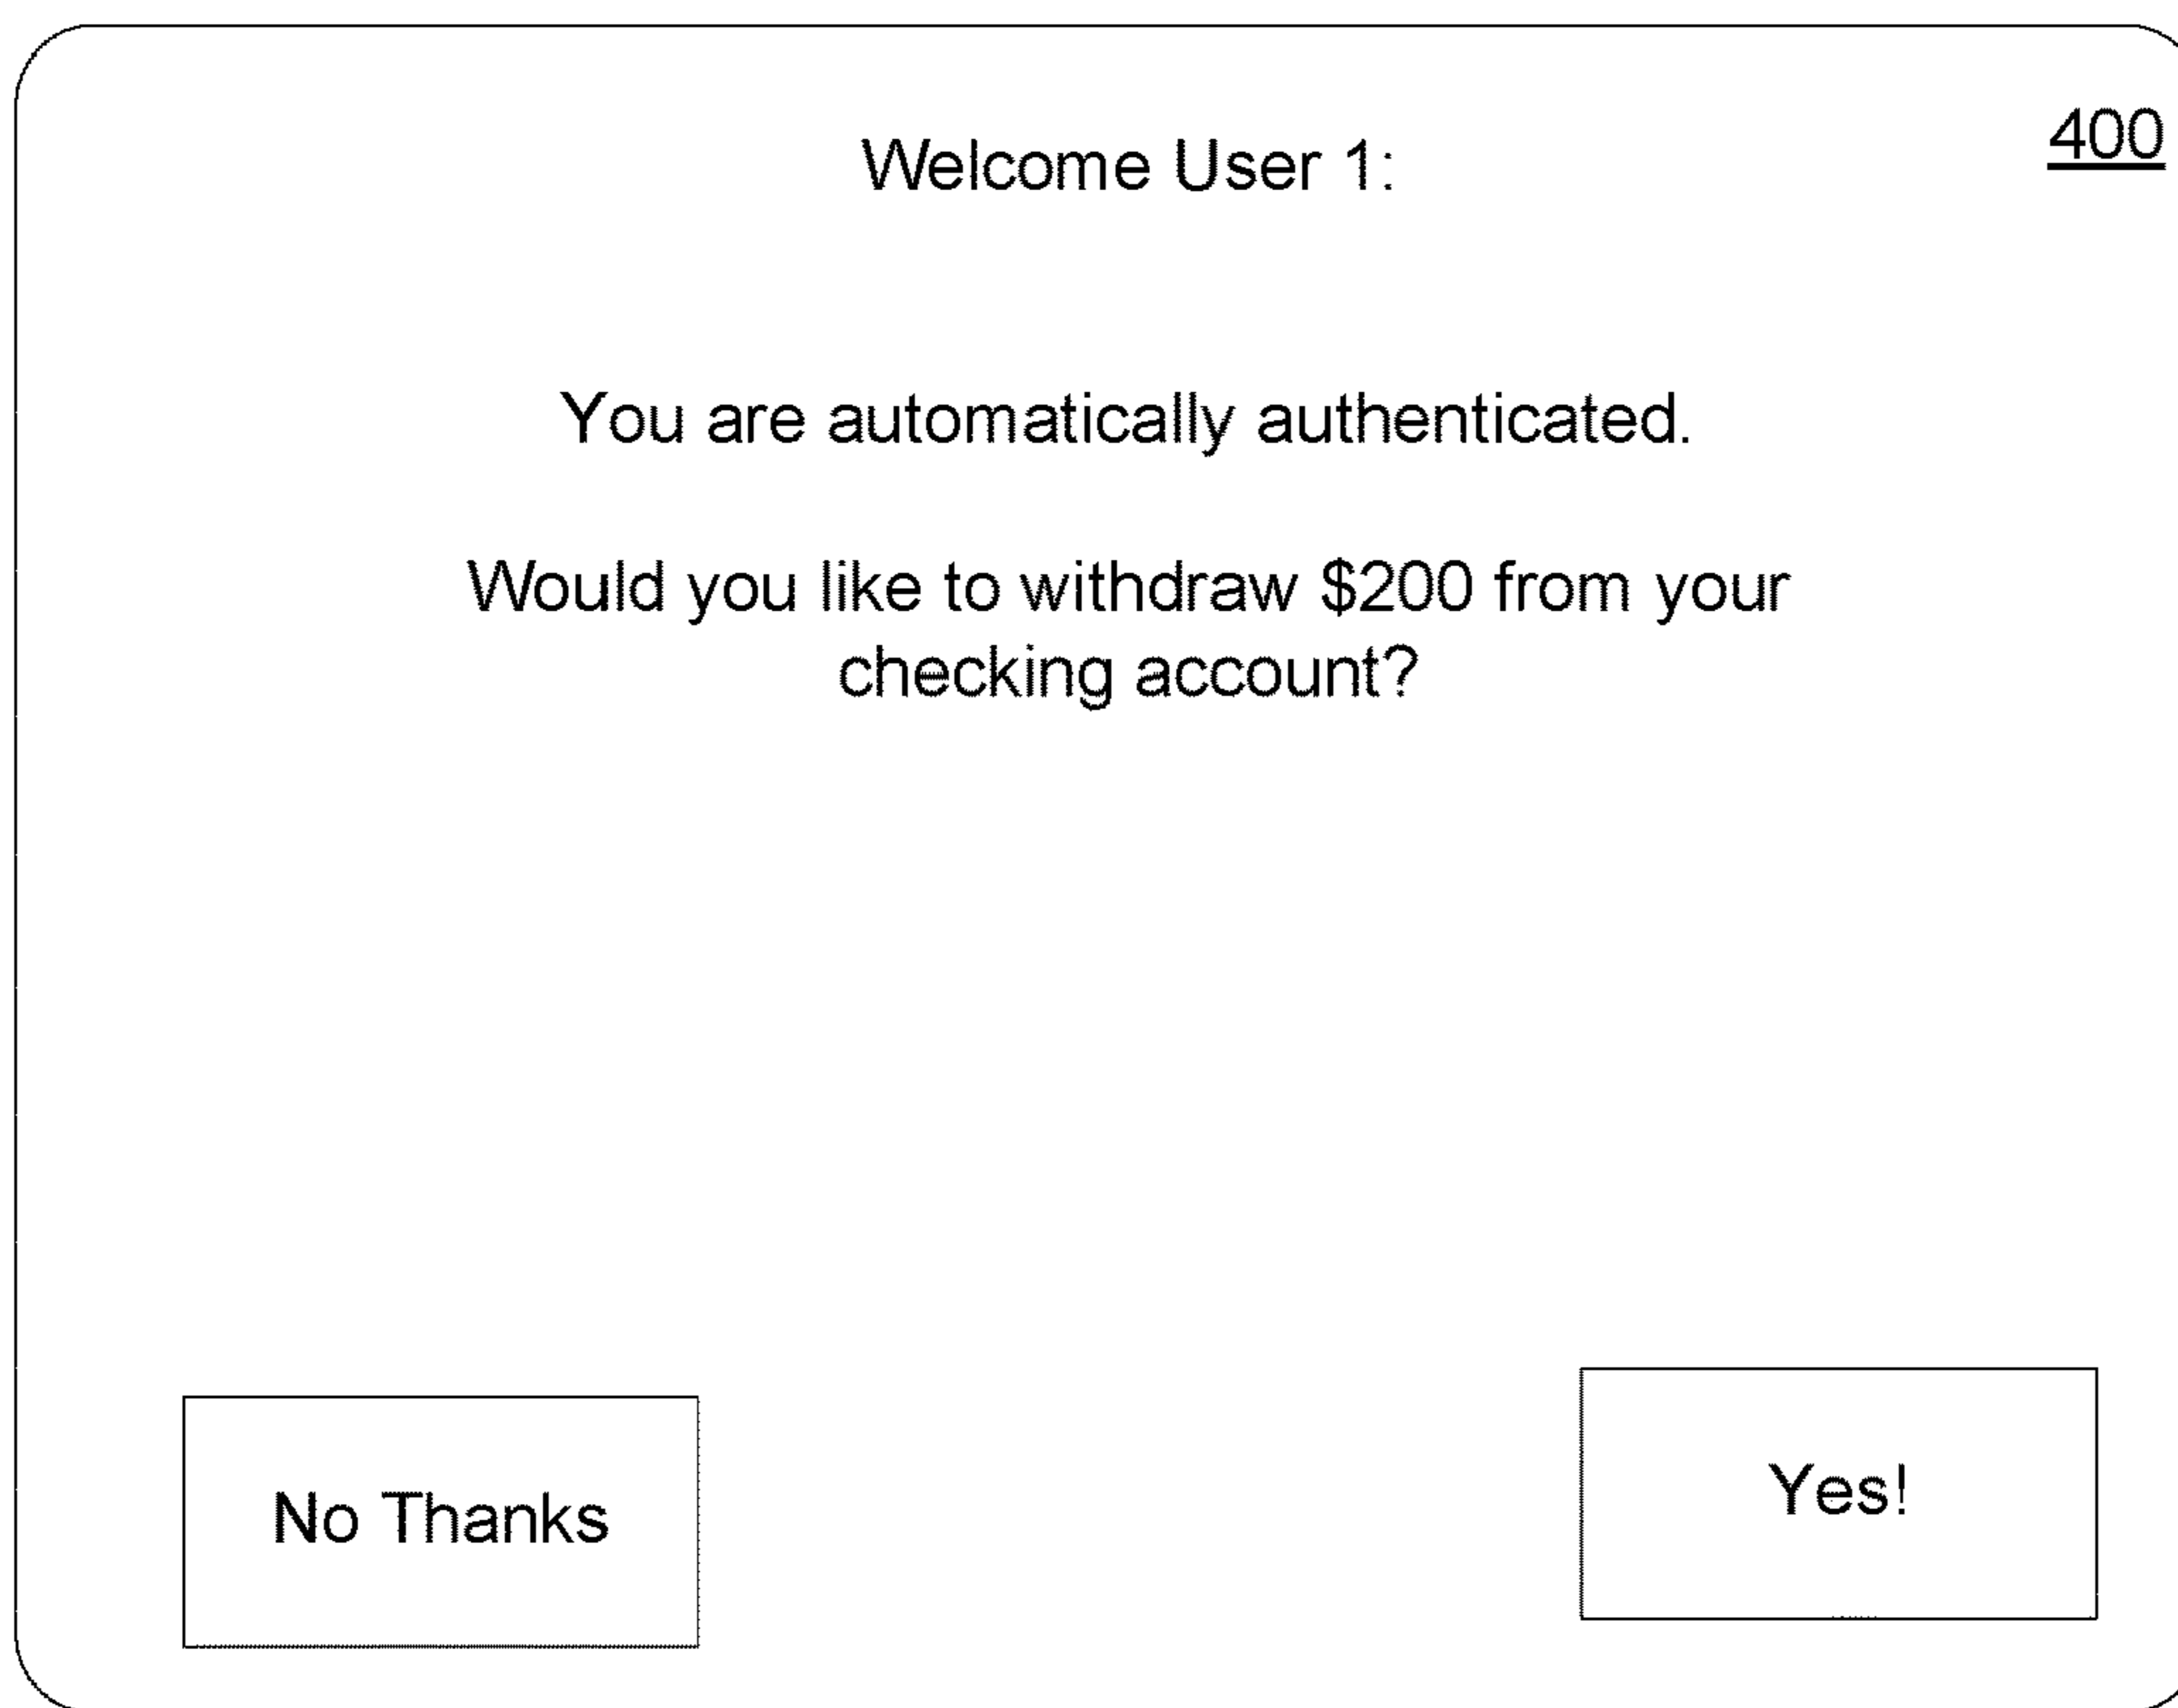 400
Welcome User 1:
You are automatically authenticated.
Would you like to withdraw $200 from your
checking account?
No Thanks
Yes!